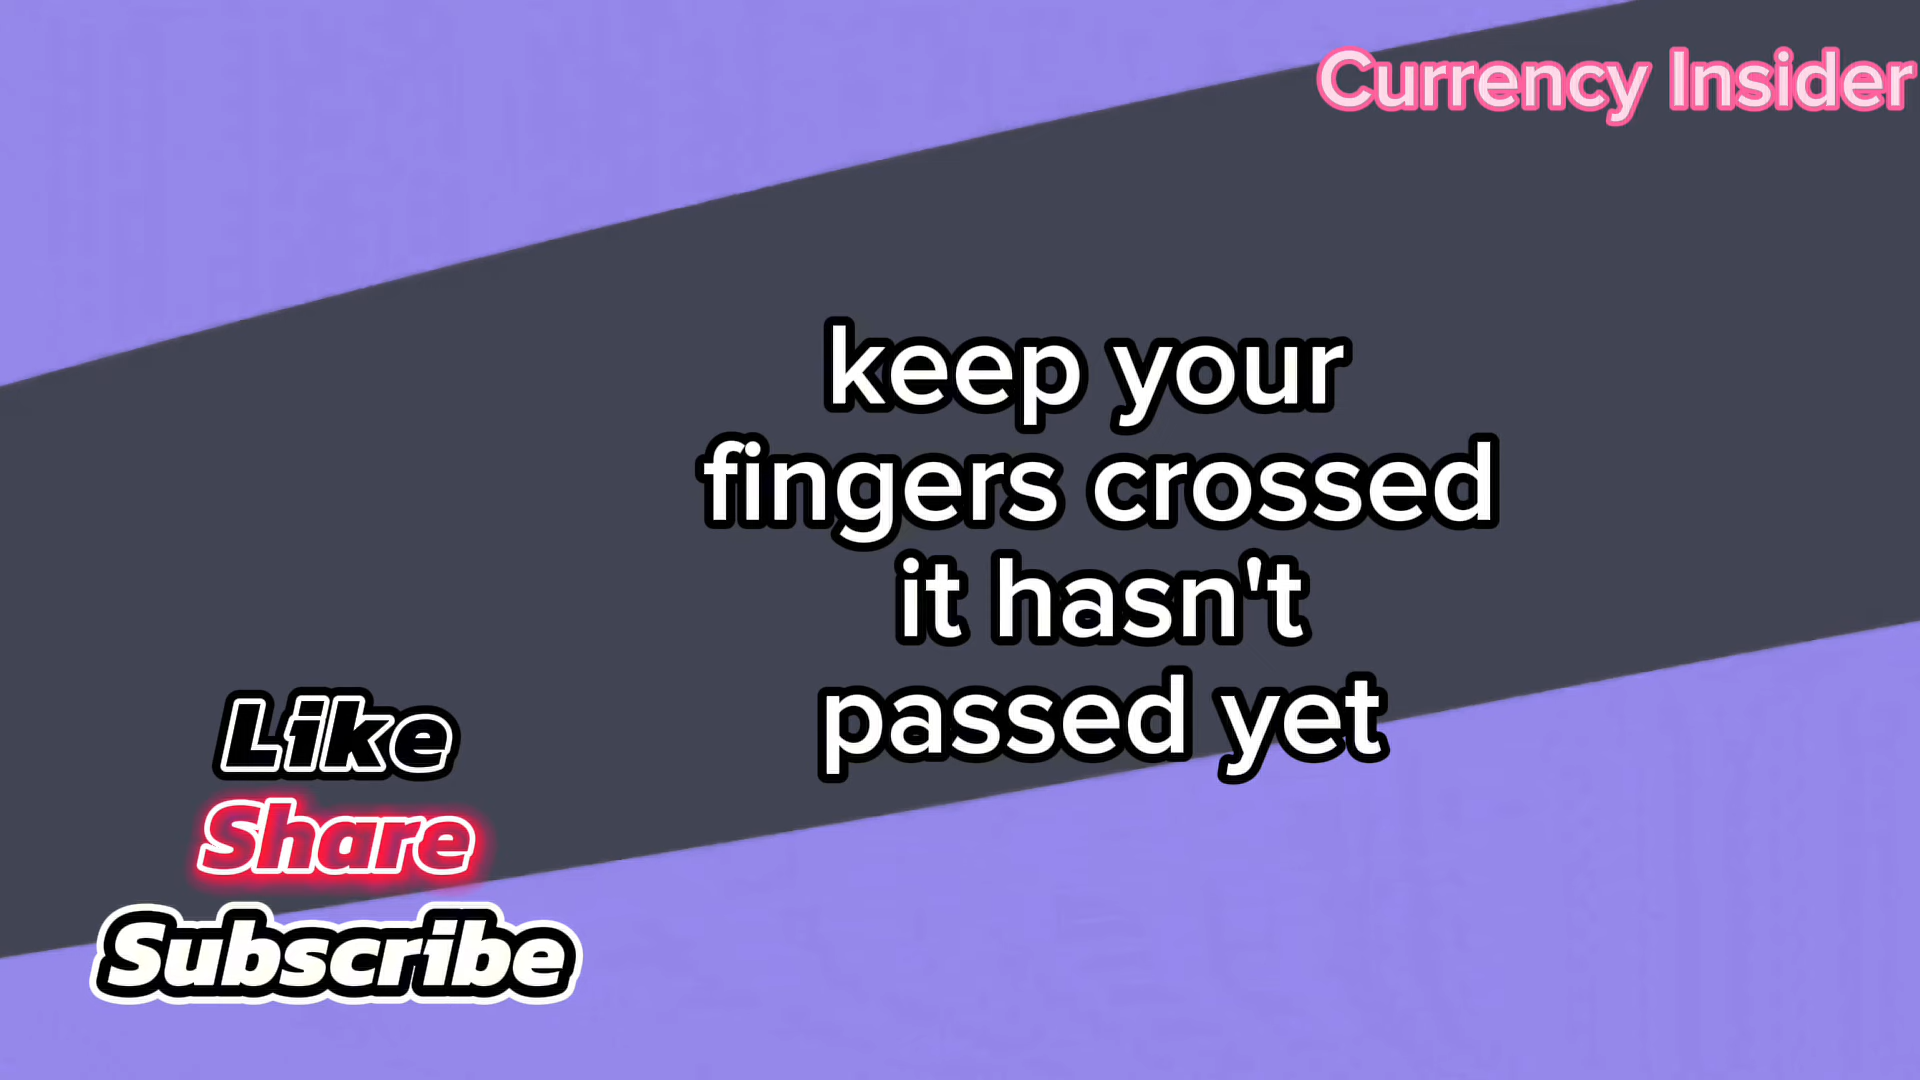 Currency Insider
keep your
fingers crossed
it hasn't
passed yet
Like
Share
Subscribe